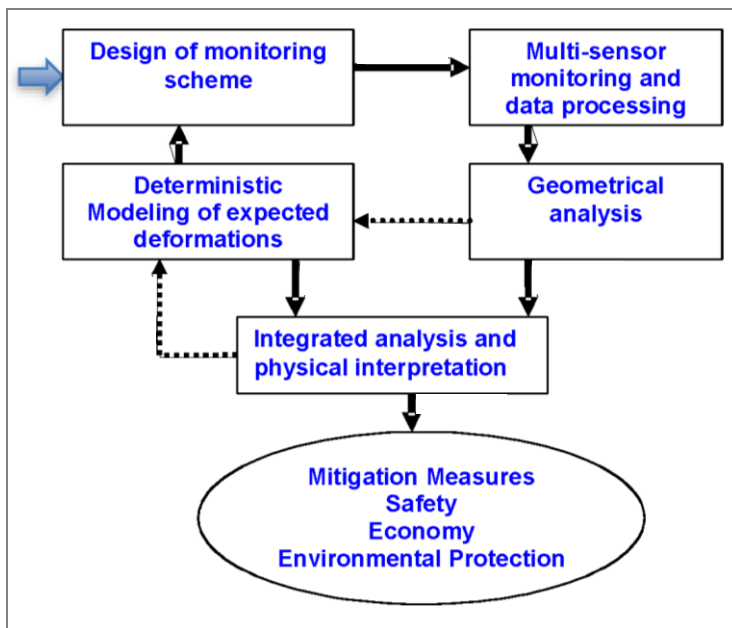 Design of monitoring
scheme
Multi-sensor
monitoring and
data processing
Deterministic
Modeling of expected
deformations
Geometrical
analysis
Integrated analysis and
physical interpretation
Mitigation Measures
Safety
Economy
Environmental Protection